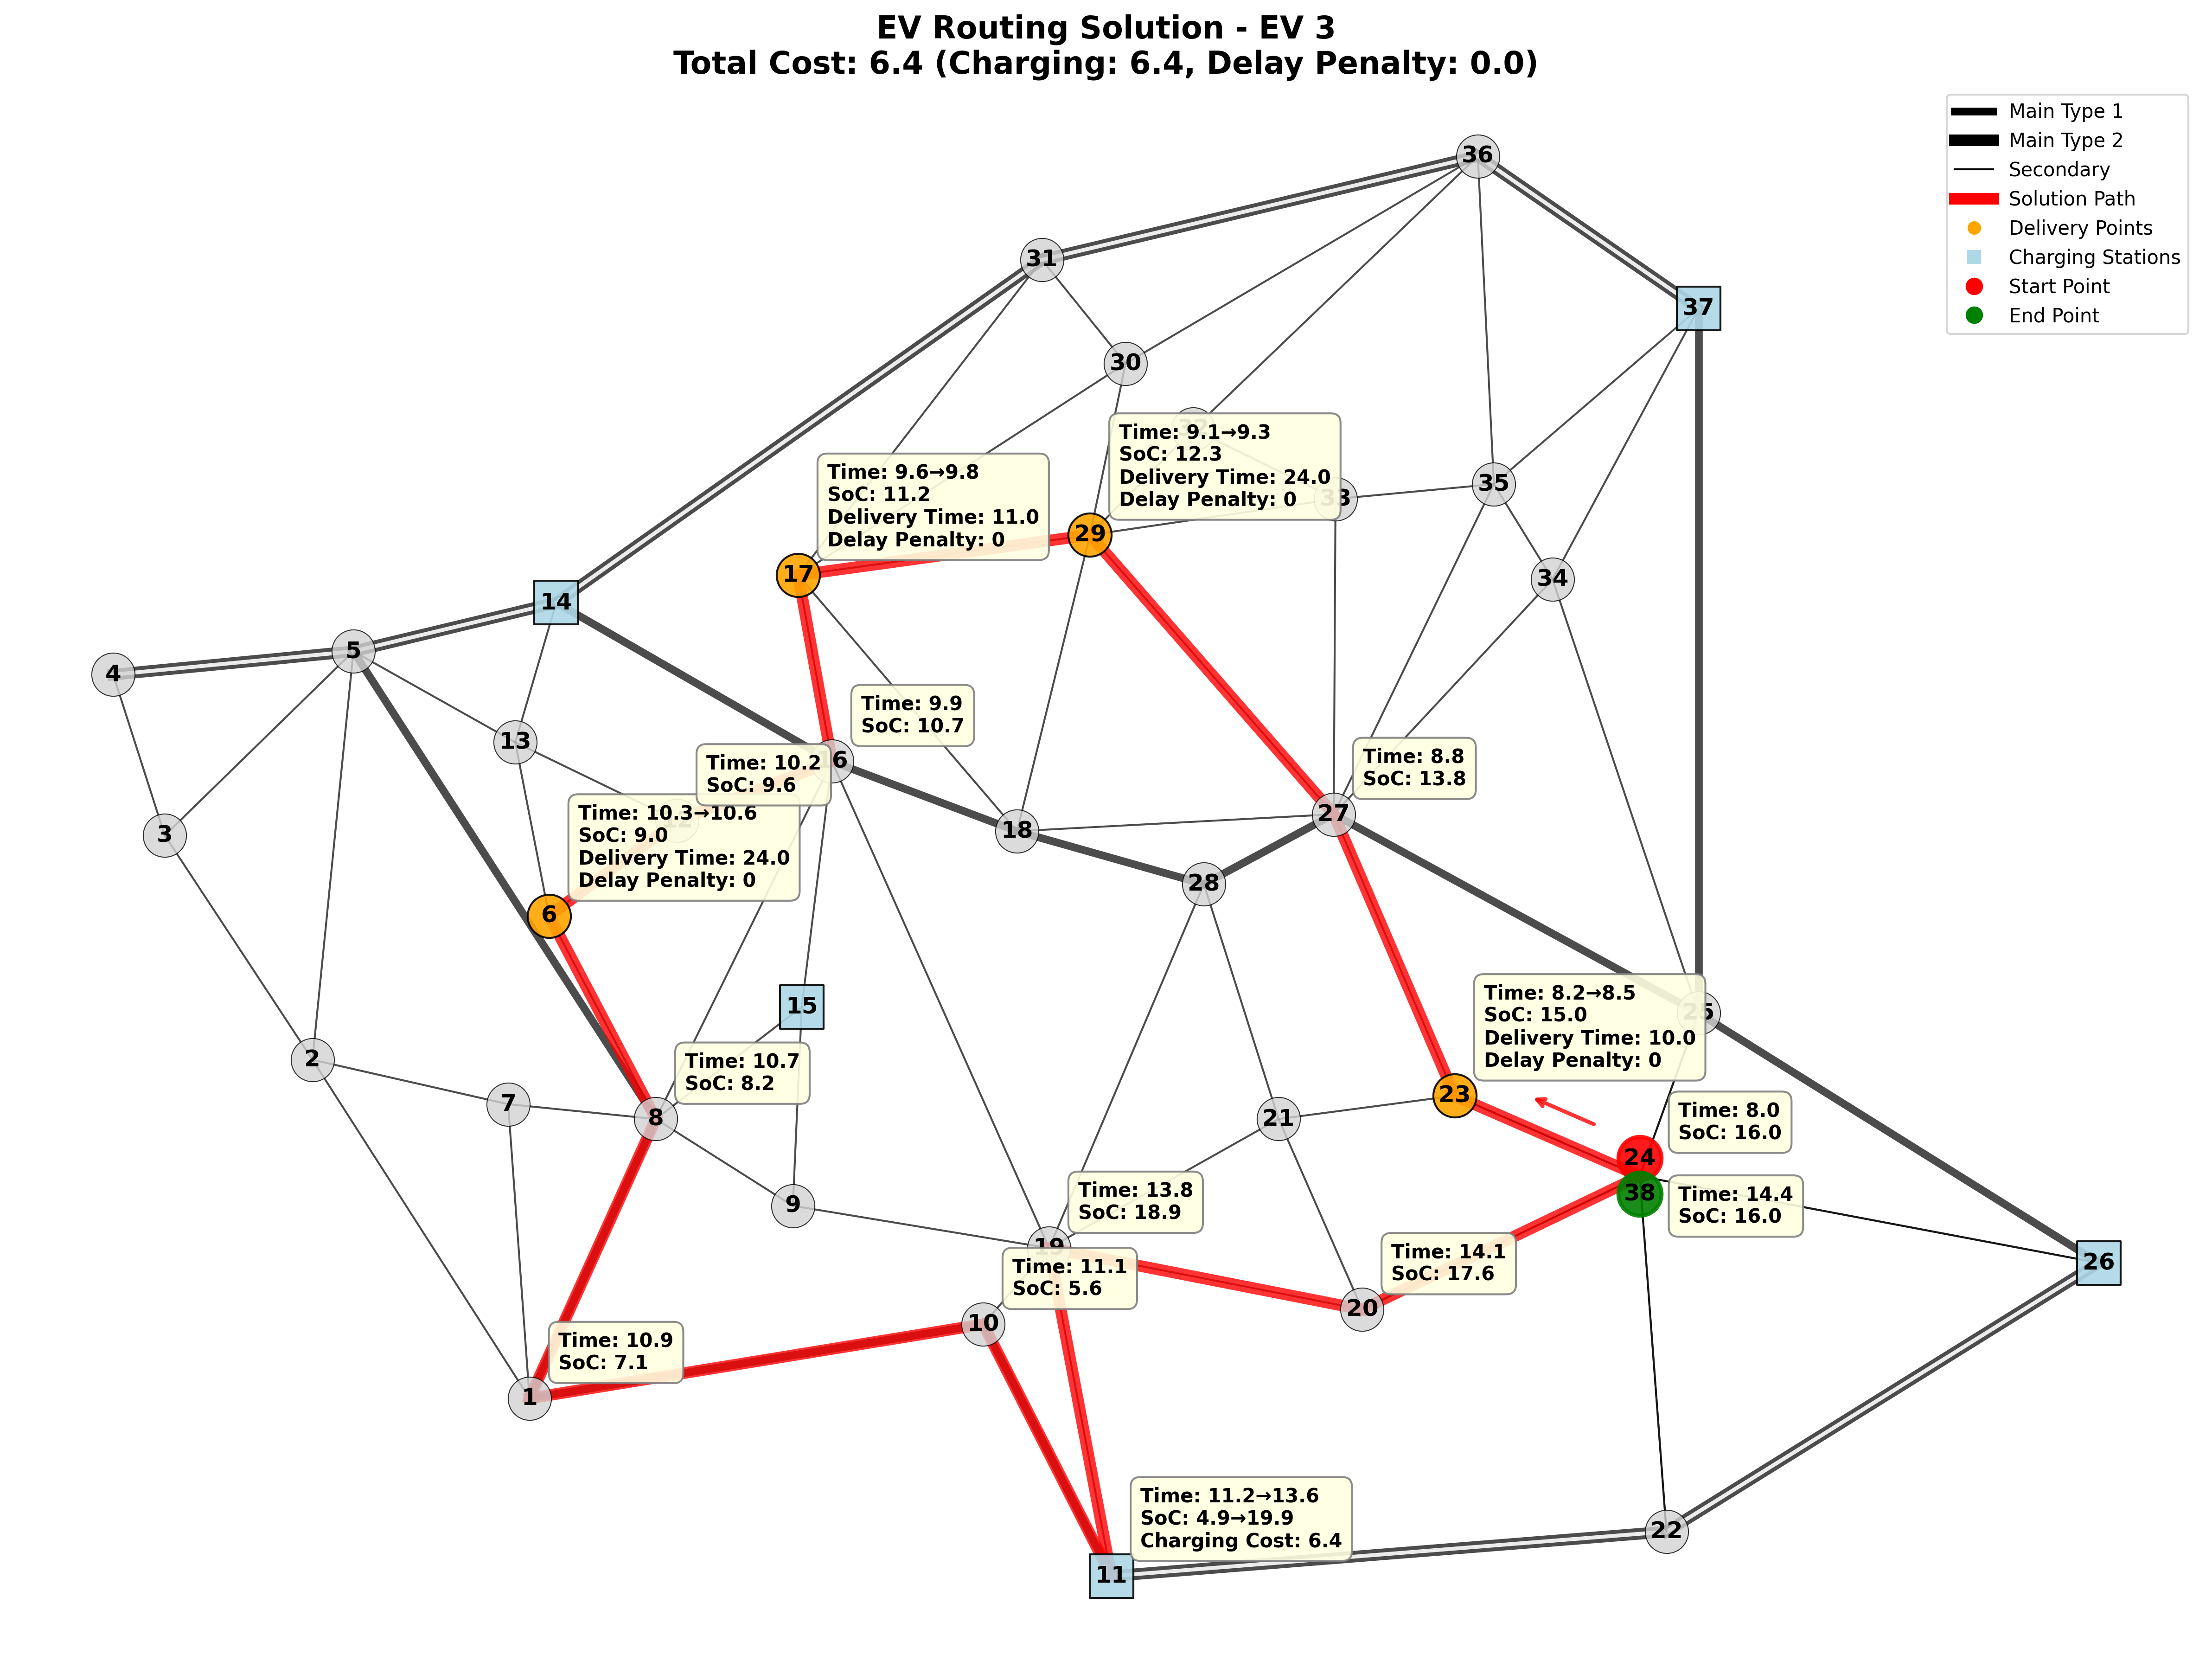 EV Routing Solution - EV 3
Total Cost: 6.4 (Charging: 6.4, Delay Penalty: 0.0)
Main Type 1
Main Type 2
Secondary
Solution Path
Delivery Points
Charging Stations
Start Point
End Point
36
31
37
30
32
Time: 9.1→9.3
SoC: 12.3
Delivery Time: 24.0
Delay Penalty: 0
Time: 9.6→9.8
SoC: 11.2
Delivery Time: 11.0
Delay Penalty: 0
35
33
29
17
34
14
5
4
Time: 9.9
SoC: 10.7
13
16
Time: 10.2
SoC: 9.6
Time: 8.8
SoC: 13.8
Time: 10.3→10.6
SoC: 9.0
Delivery Time: 24.0
Delay Penalty: 0
12
27
18
3
28
6
Time: 8.2→8.5
SoC: 15.0
Delivery Time: 10.0
Delay Penalty: 0
15
25
2
Time: 10.7
SoC: 8.2
7
8
21
23
Time: 8.0
SoC: 16.0
24
38
Time: 14.4
SoC: 16.0
9
Time: 13.8
SoC: 18.9
19
Time: 11.1
SoC: 5.6
Time: 14.1
SoC: 17.6
26
20
10
Time: 10.9
SoC: 7.1
1
Time: 11.2→13.6
SoC: 4.9→19.9
Charging Cost: 6.4
22
11